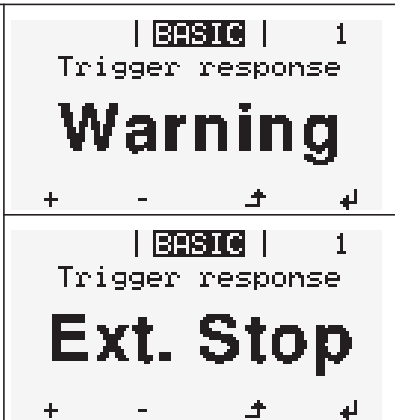 | BASIC | 1
Trigger response
Warning
+ - ⬏ ↵
| BASIC | 1
Trigger response
Ext. Stop
+ - ⬏ ↵